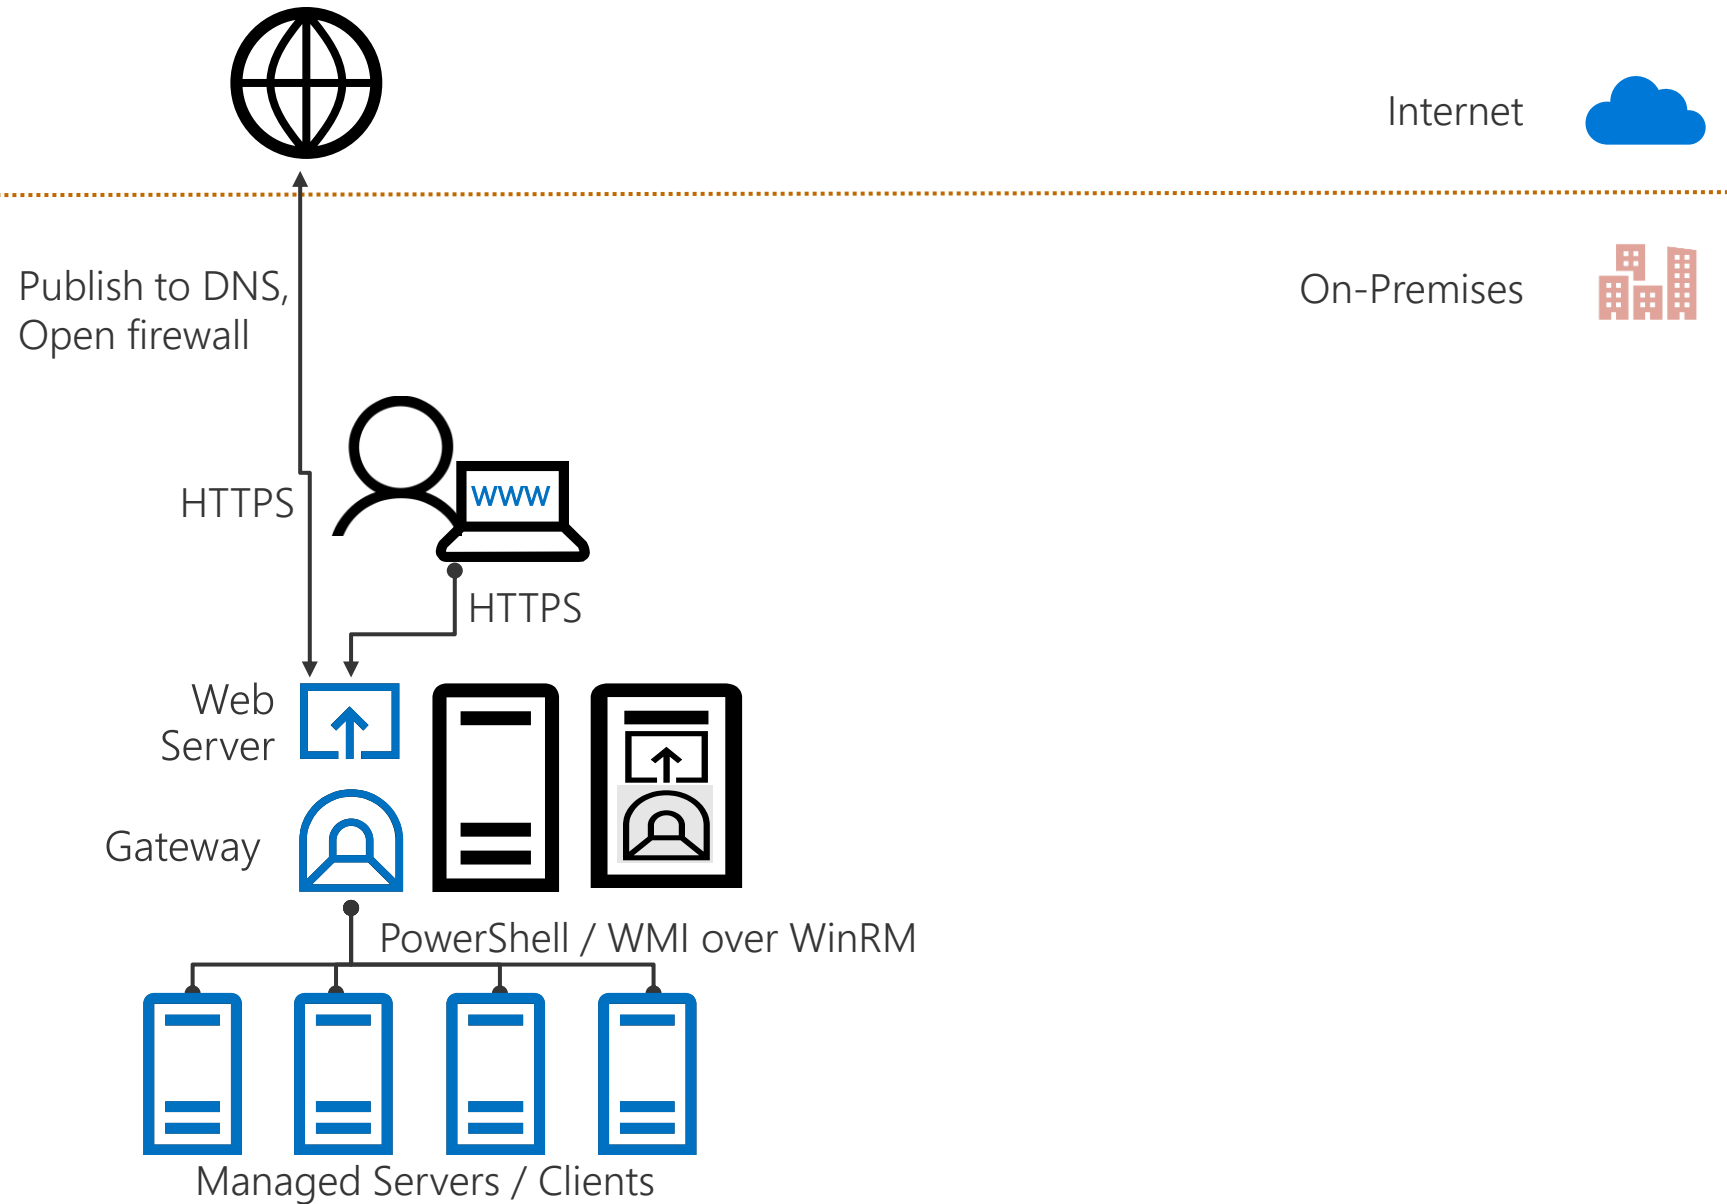 Internet
On-Premises
Publish to DNS,
Open firewall
HTTPS
WWW
HTTPS
Web
Server
Gateway
PowerShell / WMI over WinRM
Managed Servers / Clients